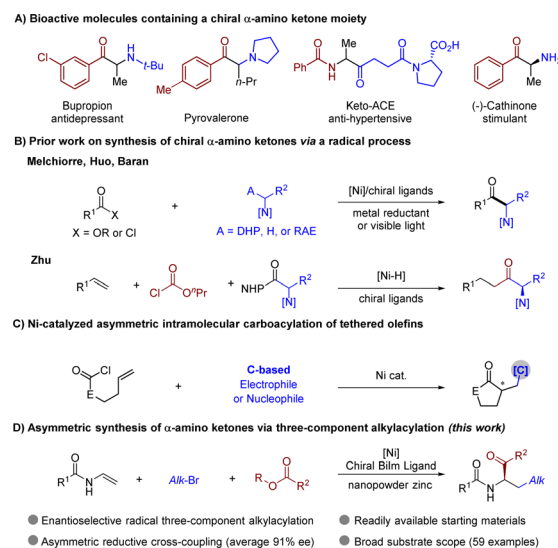 A) Bioactive molecules containing a chiral α-amino ketone moiety
Cl O H N t-Bu Me
O N Me n-Pr
O Ph N H Me O O N CO2H
O NH2 Me
Bupropion
antidepressant
Pyrovalerone
Keto-ACE
anti-hypertensive
(-)-Cathinone
stimulant
B) Prior work on synthesis of chiral α-amino ketones via a radical process
Melchiorre, Huo, Baran
O R1 X + A R2 [N] [Ni]/chiral ligands O R1 R2 [N]
metal reductant
or visible light
X = OR or Cl
A = DHP, H, or RAE
Zhu
R1 + O Cl OnPr + O NHP R2 [N] [Ni-H] R1 O R2 [N]
chiral ligands
C) Ni-catalyzed asymmetric intramolecular carboacylation of tethered olefins
O Cl E + C-based Ni cat. O E * [C]
Electrophile
or Nucleophile
D) Asymmetric synthesis of α-amino ketones via three-component alkylacylation (this work)
O R1 N H + Alk-Br + R O O R2 [Ni] O R1 N H O R2 Alk
Chiral BiIm Ligand
nanopowder zinc
Enantioselective radical three-component alkylacylation
Readily available starting materials
Asymmetric reductive cross-coupling (average 91% ee)
Broad substrate scope (59 examples)